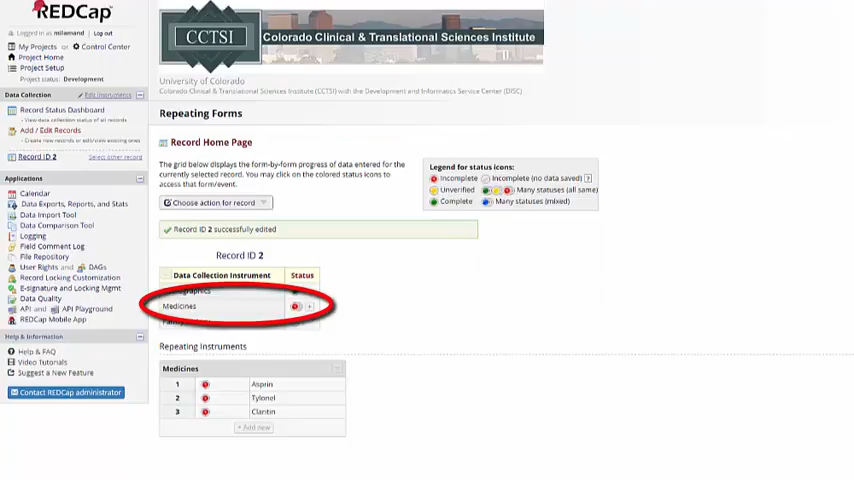 REDCap
Logged in as milamand | Log out
My Projects or Control Center
Project Home
Project Setup
Project status: Development
Data Collection Edit Instruments
Record Status Dashboard
- View data collection status of all records
Add / Edit Records
- Create new records or edit/view existing ones
Record ID 2 Select other record
Applications
Calendar
Data Exports, Reports, and Stats
Data Import Tool
Data Comparison Tool
Logging
Field Comment Log
File Repository
User Rights and DAGs
Record Locking Customization
E-signature and Locking Mgmt
Data Quality
API and API Playground
REDCap Mobile App
Help & Information
Help & FAQ
Video Tutorials
Suggest a New Feature
Contact REDCap administrator
CCTSI
Colorado Clinical & Translational Sciences Institute
University of Colorado
Colorado Clinical & Translational Sciences Institute (CCTSI) with the Development and Informatics Service Center (DISC)
Repeating Forms
Record Home Page
The grid below displays the form-by-form progress of data entered for the
currently selected record. You may click on the colored status icons to
access that form/event.
Legend for status icons:
Incomplete Incomplete (no data saved) ?
Unverified Many statuses (all same)
Complete Many statuses (mixed)
Choose action for record
Record ID 2 successfully edited
Record ID 2
Data Collection Instrument Status
Medicines +
Repeating Instruments
Medicines
1 Asprin
2 Tylonel
3 Claritin
+ Add new